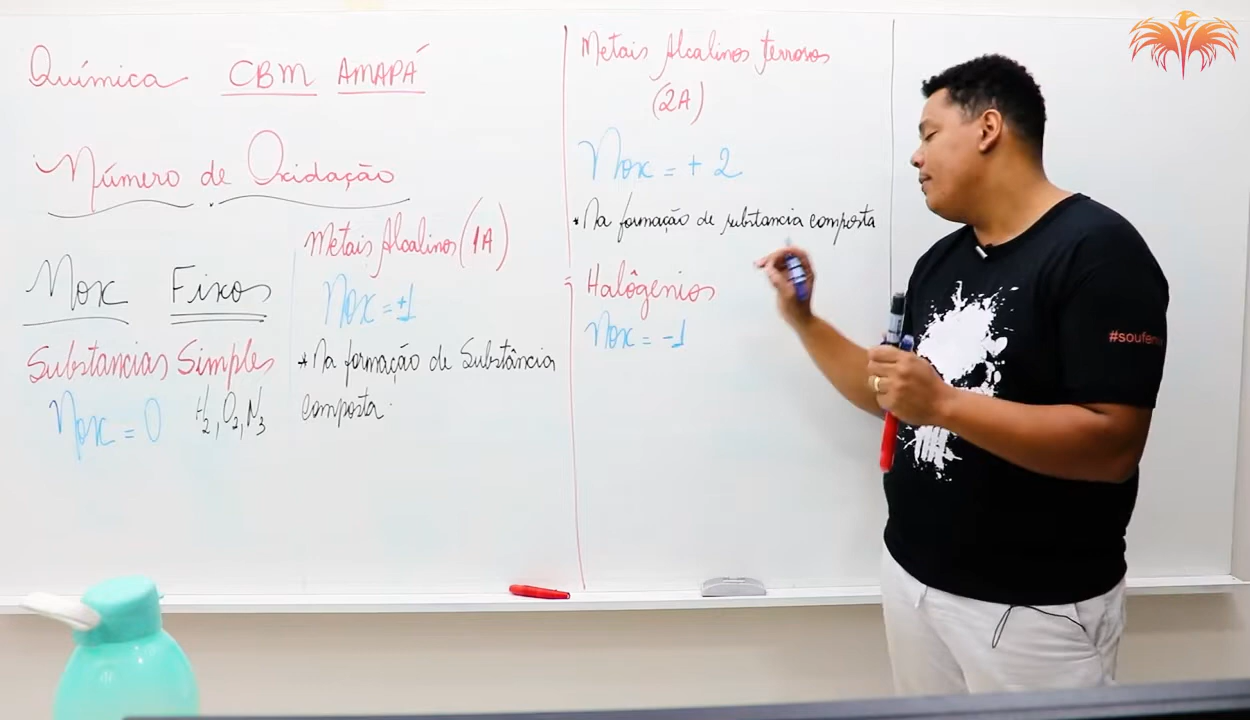 Química CBM AMAPÁ
Número de Oxidação
Nox Fixos
Substancias Simples
Nox = 0 H2, O2, N3
Metais Alcalinos (1A)
Nox = +1
* Na formação de Substância
composta.
Metais Alcalinos terrosos
(2A)
Nox = + 2
* Na formação de substancia composta
Halôgenios
Nox = -1